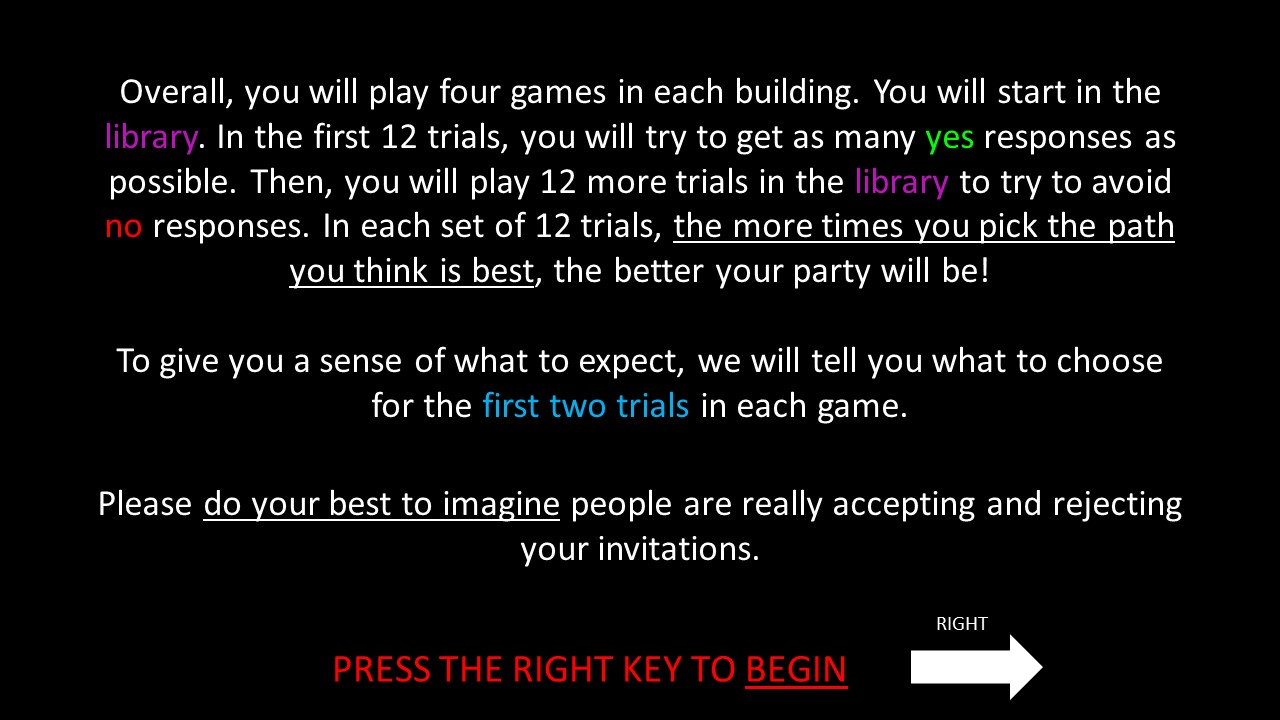 Overall, you will play four games in each building. You will start in the
library. In the first 12 trials, you will try to get as many yes responses as
possible. Then, you will play 12 more trials in the library to try to avoid
no responses. In each set of 12 trials, the more times you pick the path
you think is best, the better your party will be!
To give you a sense of what to expect, we will tell you what to choose
for the first two trials in each game.
Please do your best to imagine people are really accepting and rejecting
your invitations.
RIGHT
PRESS THE RIGHT KEY TO BEGIN